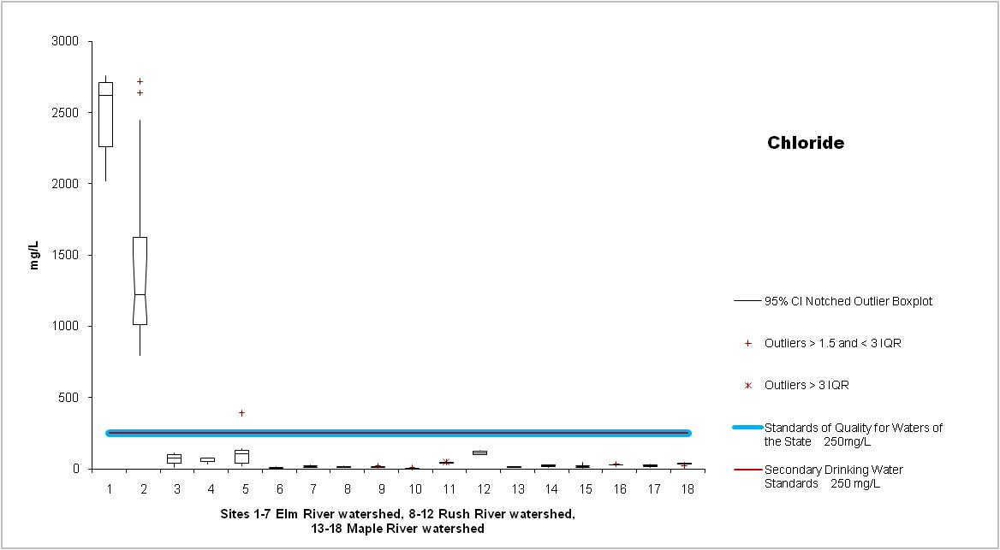 Chloride
3000
2500
2000
1500
1000
500
0
mg/L
1 2 3 4 5 6 7 8 9 10 11 12 13 14 15 16 17 18
Sites 1-7 Elm River watershed, 8-12 Rush River watershed,
13-18 Maple River watershed
95% CI Notched Outlier Boxplot
Outliers > 1.5 and < 3 IQR
Outliers > 3 IQR
Standards of Quality for Waters of
the State 250mg/L
Secondary Drinking Water
Standards 250 mg/L